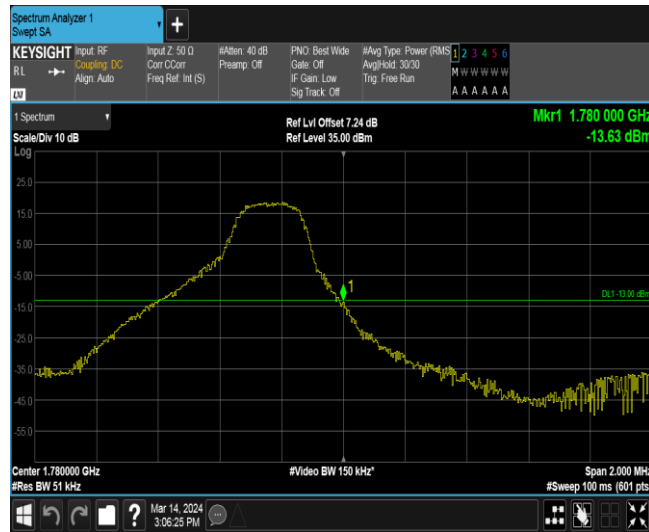 Spectrum Analyzer 1
Swept SA
KEYSIGHT
RL
LXI
Input: RF
Coupling: DC
Align: Auto
Input Z: 50 Ω
Corr CCorr
Freq Ref: Int (S)
#Atten: 40 dB
Preamp: Off
PNO: Best Wide
Gate: Off
IF Gain: Low
Sig Track: Off
#Avg Type: Power (RMS
Avg|Hold: 30/30
Trig: Free Run
1 2 3 4 5 6
M W W W W W
A A A A A A
1 Spectrum
Scale/Div 10 dB
Log
Ref Lvl Offset 7.24 dB
Ref Level 35.00 dBm
Mkr1 1.780 000 GHz
-13.63 dBm
25.0
15.0
5.00
-5.00
-15.0
-25.0
-35.0
-45.0
-55.0
1
DL1 -13.00 dBm
Center 1.780000 GHz
#Res BW 51 kHz
#Video BW 150 kHz*
Span 2.000 MHz
#Sweep 100 ms (601 pts
?
Mar 14, 2024
3:06:25 PM